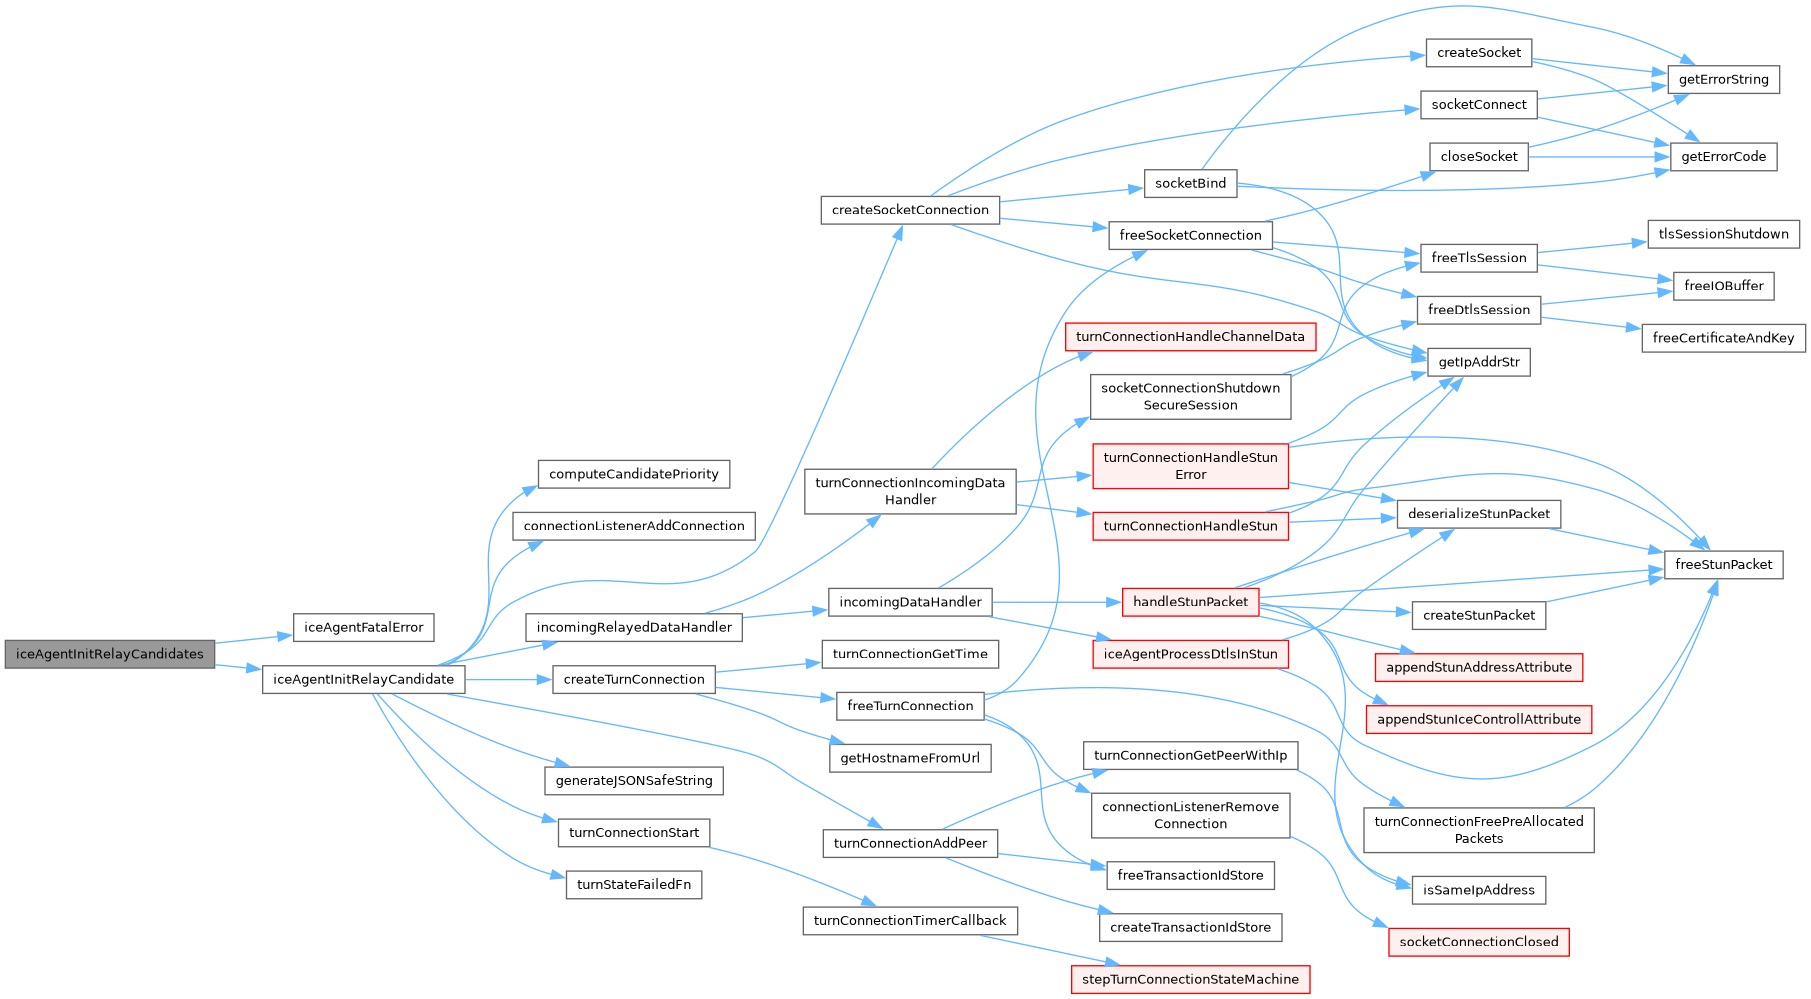 iceAgentInitRelayCandidates
iceAgentFatalError
iceAgentInitRelayCandidate
computeCandidatePriority
connectionListenerAddConnection
incomingRelayedDataHandler
createTurnConnection
generateJSONSafeString
turnConnectionStart
turnStateFailedFn
createSocketConnection
turnConnectionIncomingData
Handler
incomingDataHandler
turnConnectionGetTime
freeTurnConnection
getHostnameFromUrl
turnConnectionAddPeer
turnConnectionTimerCallback
socketBind
freeSocketConnection
turnConnectionHandleChannelData
socketConnectionShutdown
SecureSession
turnConnectionHandleStun
Error
turnConnectionHandleStun
handleStunPacket
iceAgentProcessDtlsInStun
turnConnectionGetPeerWithIp
connectionListenerRemove
Connection
freeTransactionIdStore
createTransactionIdStore
stepTurnConnectionStateMachine
createSocket
socketConnect
closeSocket
freeTlsSession
freeDtlsSession
getIpAddrStr
deserializeStunPacket
createStunPacket
appendStunAddressAttribute
appendStunIceControllAttribute
turnConnectionFreePreAllocated
Packets
isSameIpAddress
socketConnectionClosed
getErrorString
getErrorCode
tlsSessionShutdown
freeIOBuffer
freeCertificateAndKey
freeStunPacket